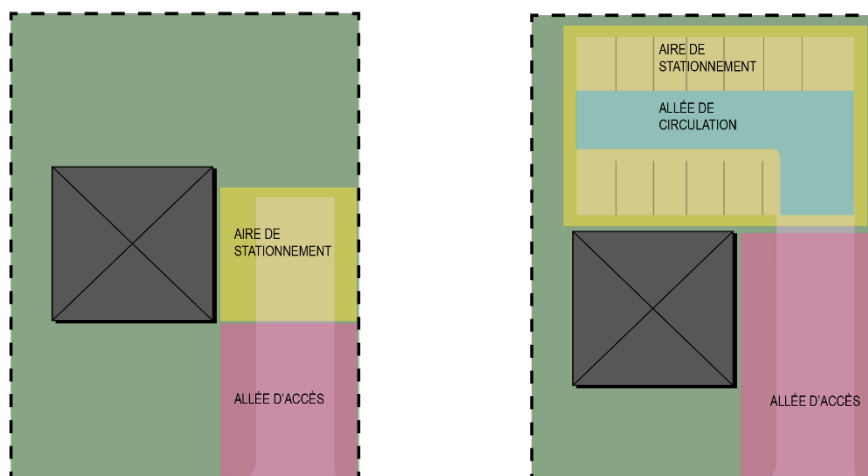 AIRE DE
STATIONNEMENT
ALLÉE D'ACCÈS
AIRE DE
STATIONNEMENT
ALLÉE DE
CIRCULATION
ALLÉE D'ACCÈS